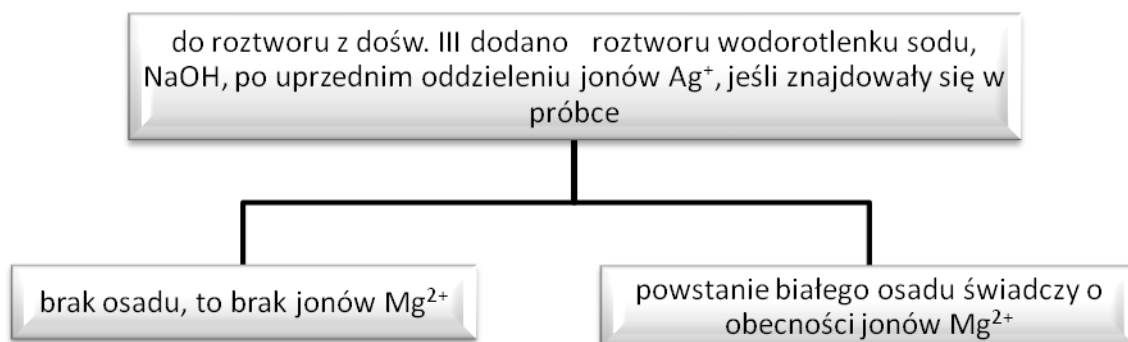 do roztworu z dośw. III dodano roztworu wodorotlenku sodu,
NaOH, po uprzednim oddzieleniu jonów Ag⁺, jeśli znajdowały się w
próbce
brak osadu, to brak jonów Mg²⁺
powstanie białego osadu świadczy o
obecności jonów Mg²⁺